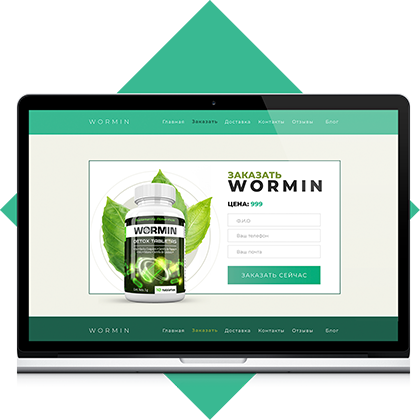 WORMIN Главная Заказать Доставка Контакты Отзывы Блог
ЗАКАЗАТЬ
WORMIN
ЦЕНА: 999
Ф.И.О
Ваш телефон
Ваш почта
ЗАКАЗАТЬ СЕЙЧАС
WORMIN
DETOX TABLETAS
WORMIN Главная Заказать Доставка Контакты Отзывы Блог